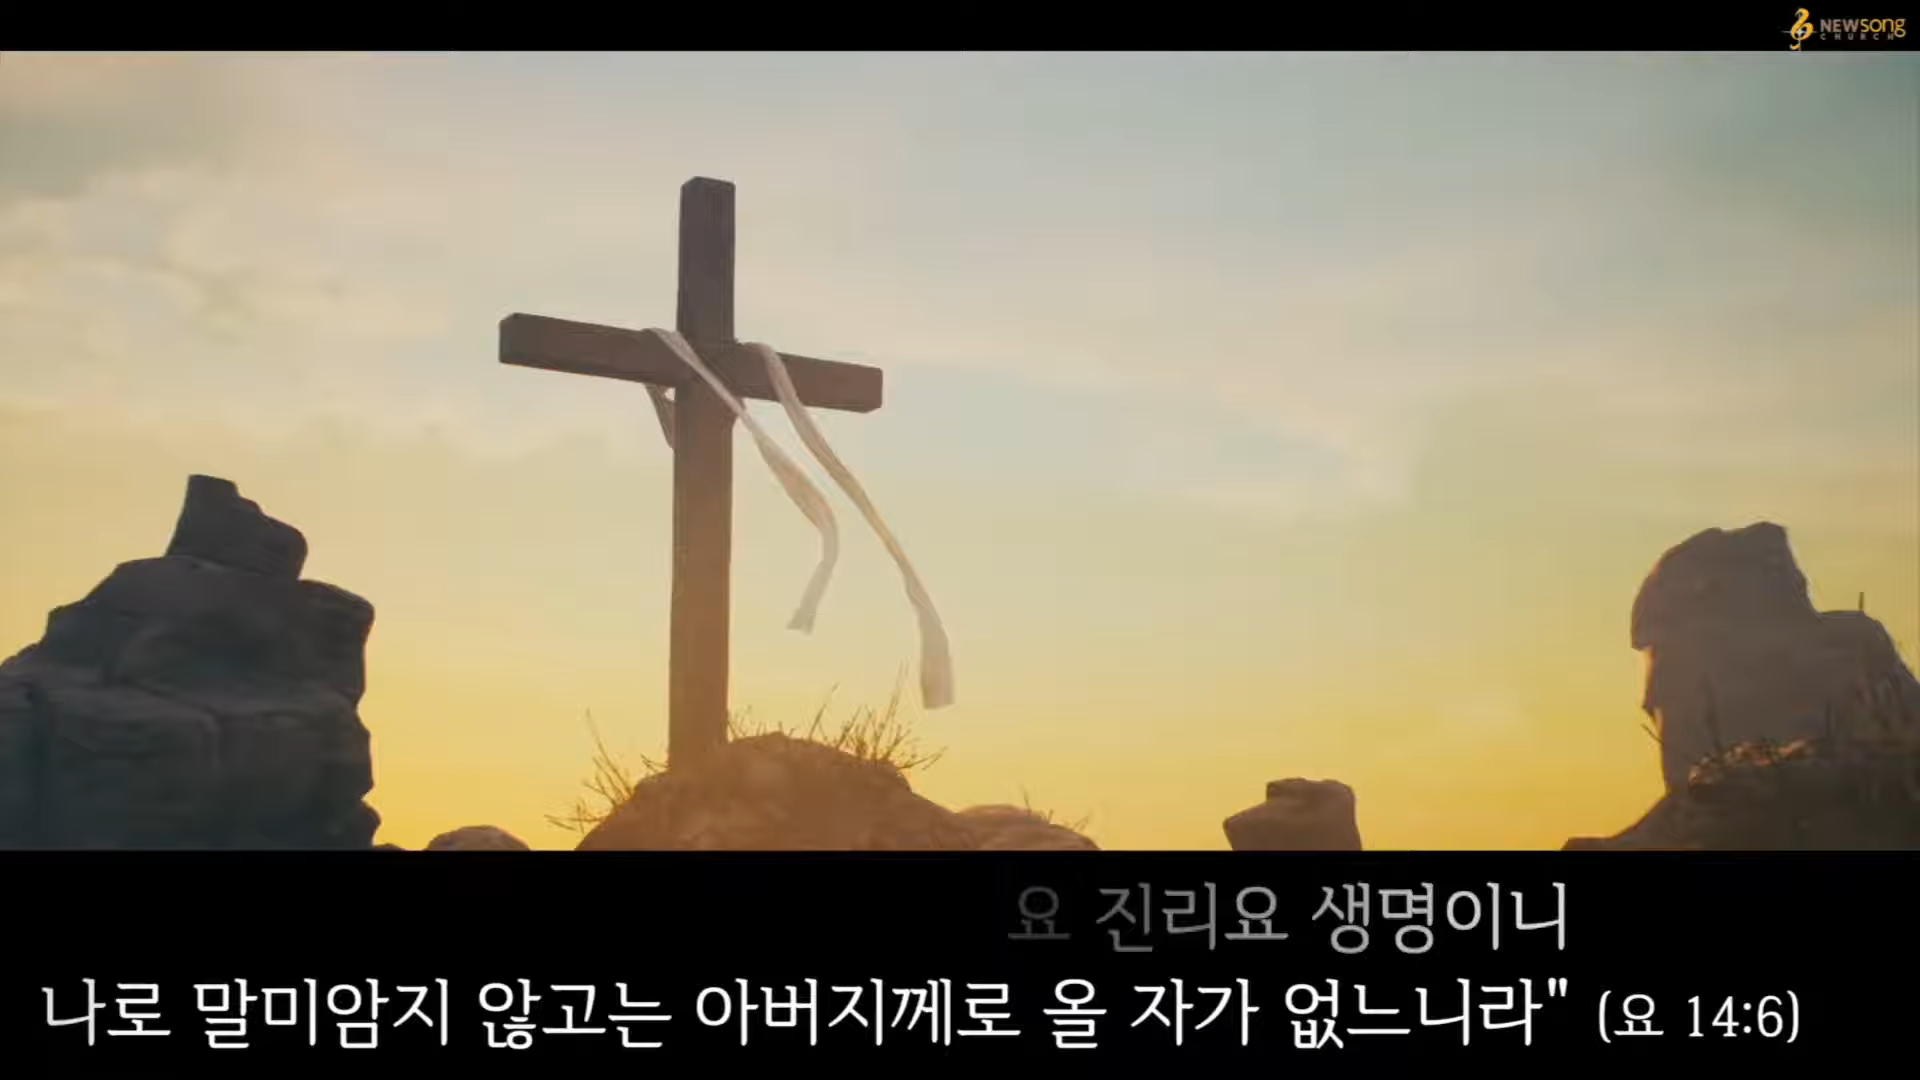 NEWSONG
CHURCH
요 진리요 생명이니
나로 말미암지 않고는 아버지께로 올 자가 없느니라" (요 14:6)